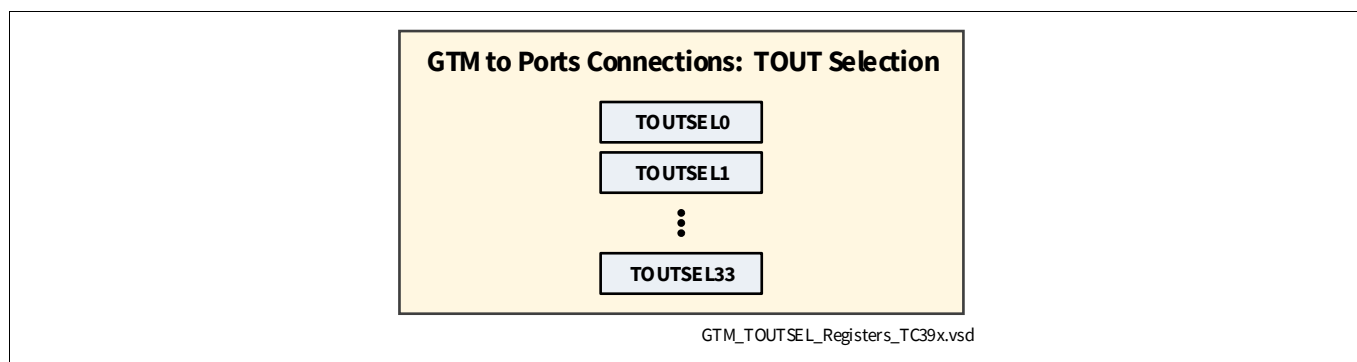 GTM to Ports Connections: TOUT Selection
TOUTSEL0
TOUTSEL1
TOUTSEL33
GTM_TOUTSEL_Registers_TC39x.vsd